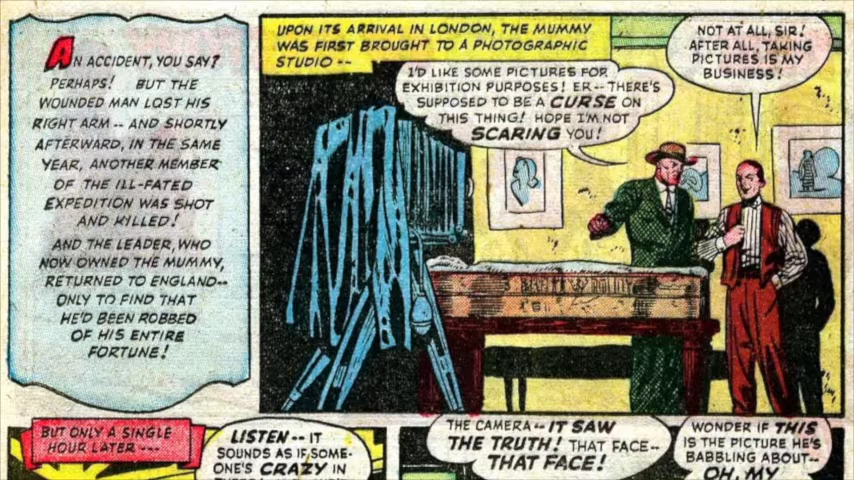 AN ACCIDENT, YOU SAY?
PERHAPS! BUT THE
WOUNDED MAN LOST HIS
RIGHT ARM -- AND SHORTLY
AFTERWARD, IN THE SAME
YEAR, ANOTHER MEMBER
OF THE ILL-FATED
EXPEDITION WAS SHOT
AND KILLED!
AND THE LEADER, WHO
NOW OWNED THE MUMMY,
RETURNED TO ENGLAND--
ONLY TO FIND THAT
HE'D BEEN ROBBED
OF HIS ENTIRE
FORTUNE!
UPON ITS ARRIVAL IN LONDON, THE MUMMY
WAS FIRST BROUGHT TO A PHOTOGRAPHIC
STUDIO --
I'D LIKE SOME PICTURES FOR
EXHIBITION PURPOSES! ER -- THERE'S
SUPPOSED TO BE A CURSE ON
THIS THING! HOPE I'M NOT
SCARING YOU!
NOT AT ALL, SIR!
AFTER ALL, TAKING
PICTURES IS MY
BUSINESS!
BUT ONLY A SINGLE
HOUR LATER ---
LISTEN -- IT
SOUNDS AS IF SOME-
ONE'S CRAZY IN
THE CAMERA -- IT SAW
THE TRUTH! THAT FACE--
THAT FACE!
WONDER IF THIS
IS THE PICTURE HE'S
BABBLING ABOUT--
OH, MY